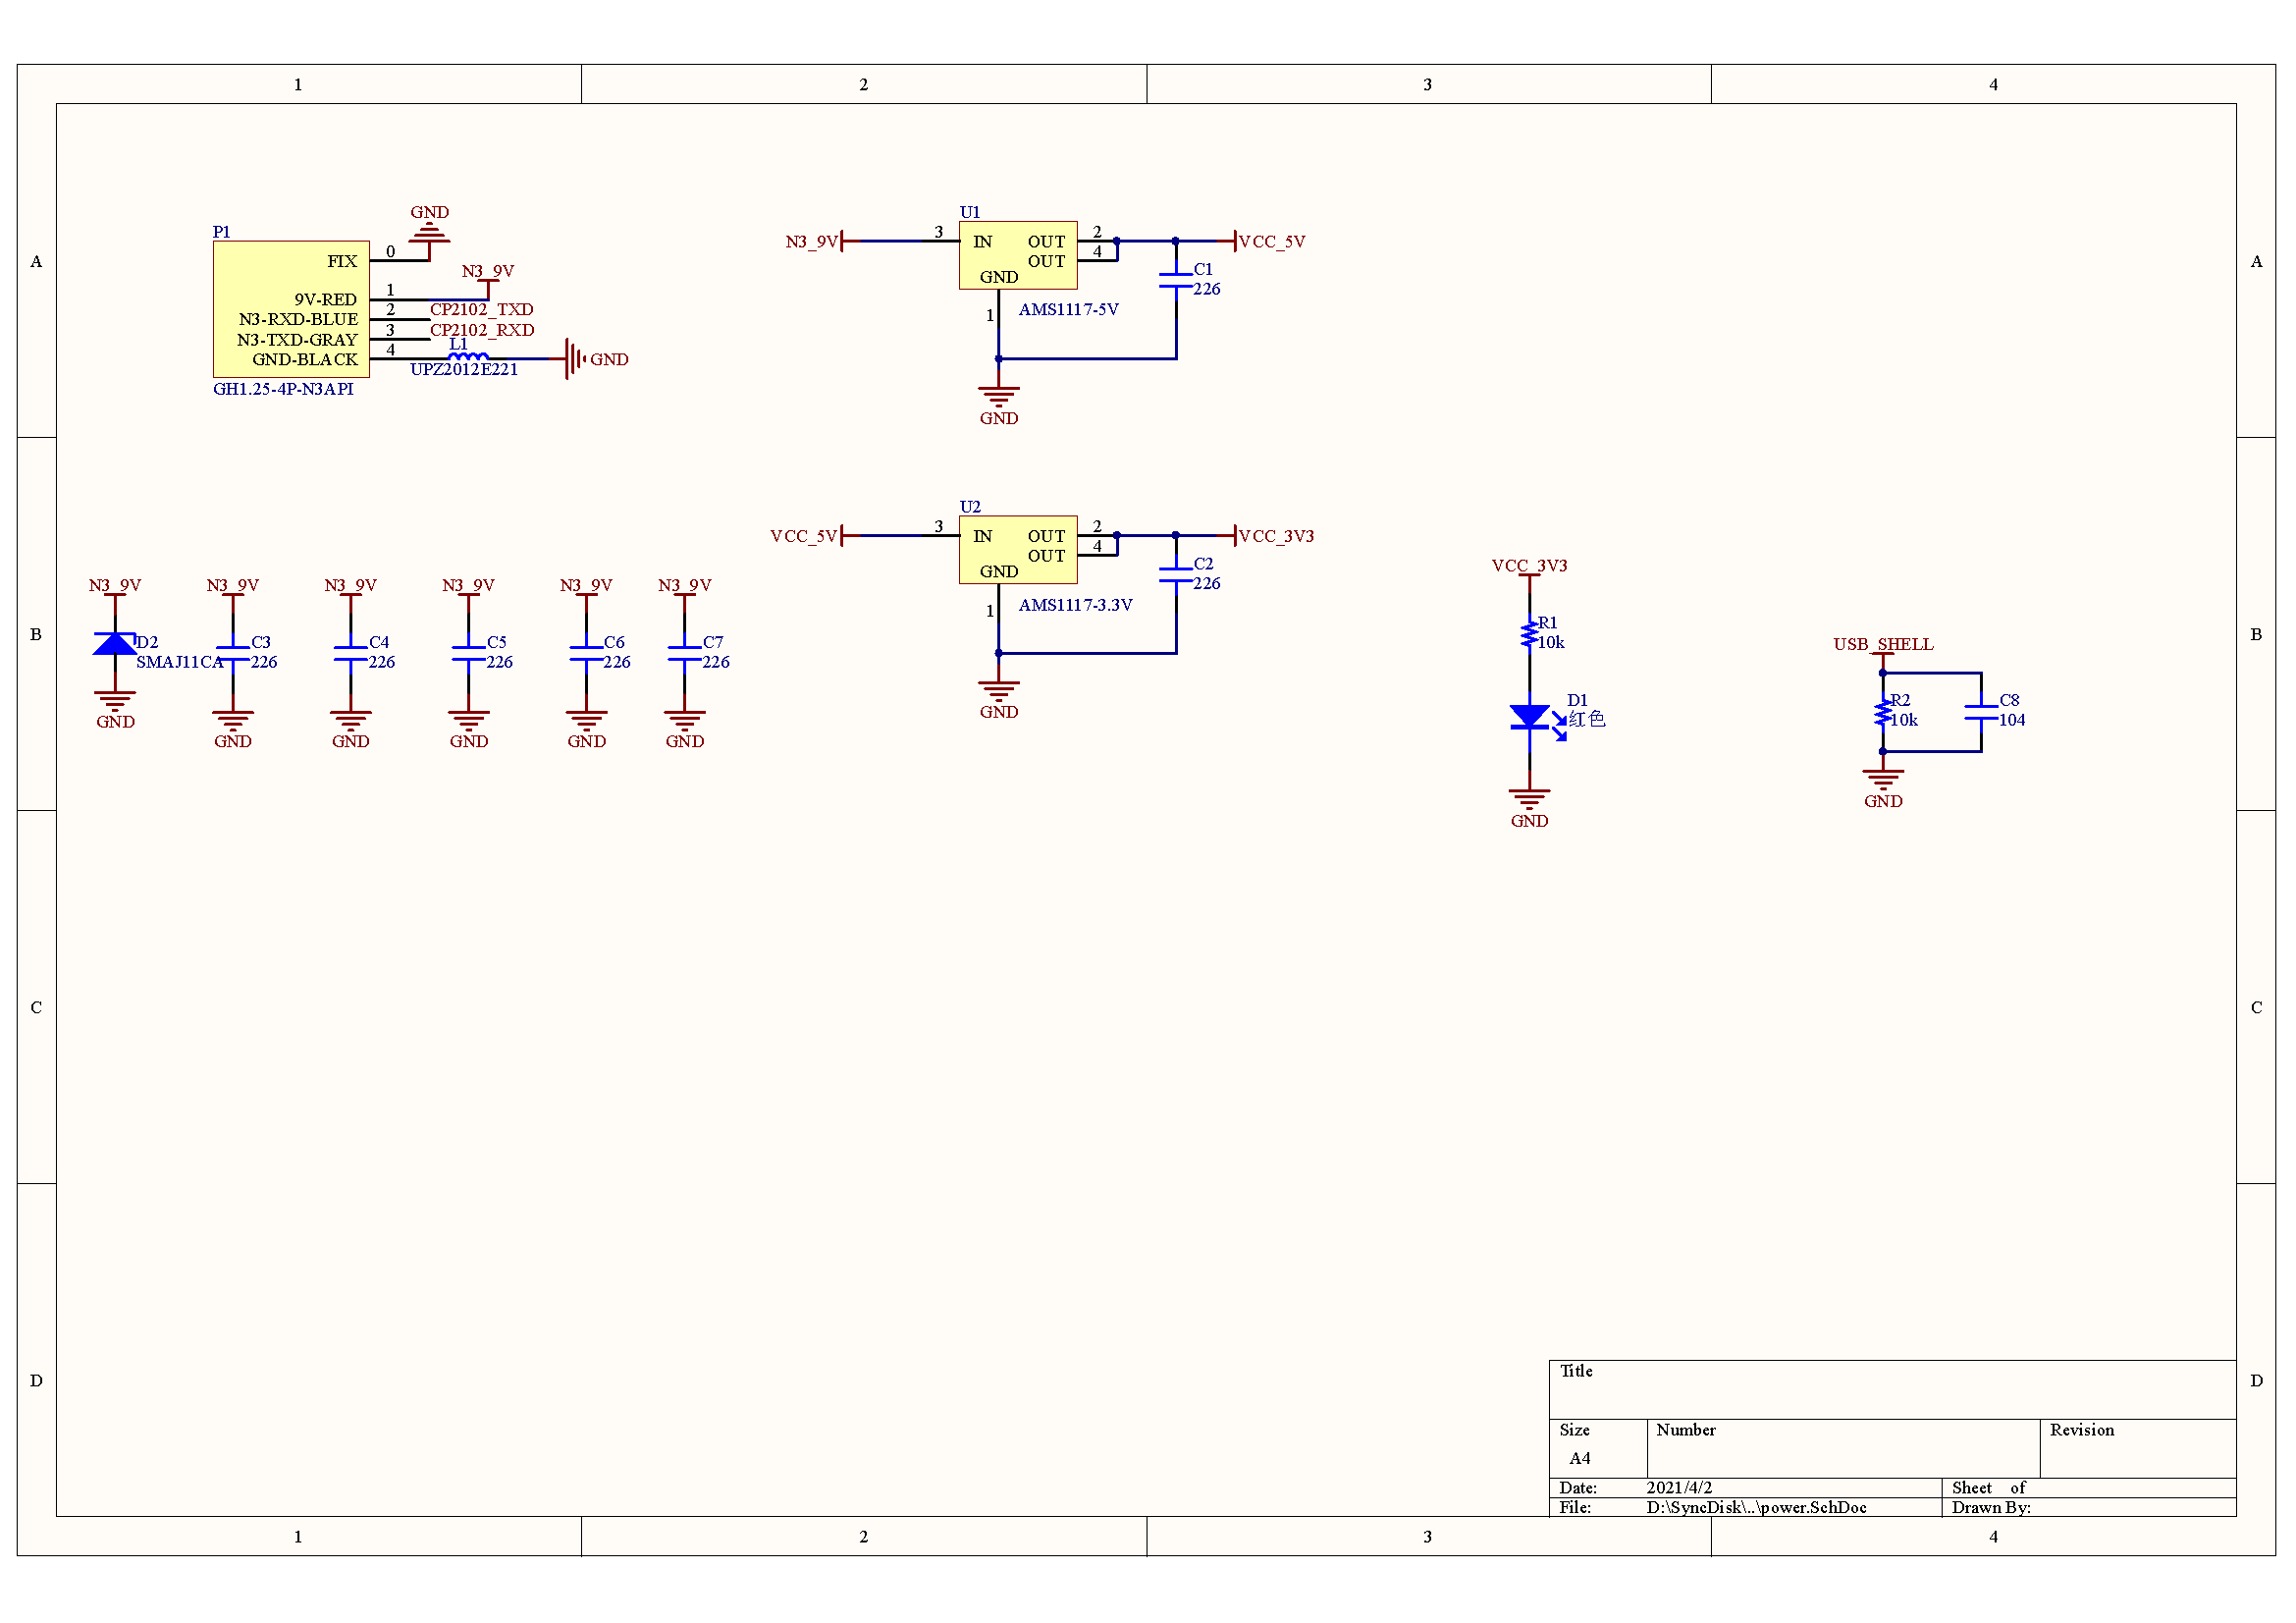 1 2 3 4
A A
B B
C C
D D
P1
FIX 0
GND
9V-RED 1
N3_9V
N3-RXD-BLUE 2 CP2102_TXD
N3-TXD-GRAY 3 CP2102_RXD
GND-BLACK 4
L1
UPZ2012E221
GND
GH1.25-4P-N3API
U1
N3_9V 3 IN OUT 2 VCC_5V
OUT 4
GND
1
AMS1117-5V
C1
226
GND
U2
VCC_5V 3 IN OUT 2 VCC_3V3
OUT 4
GND
1
AMS1117-3.3V
C2
226
GND
N3_9V N3_9V N3_9V N3_9V N3_9V N3_9V
D2 C3 C4 C5 C6 C7
SMAJ11CA 226 226 226 226 226
GND GND GND GND GND GND
VCC_3V3
R1
10k
D1
红色
GND
USB_SHELL
R2 C8
10k 104
GND
Title
Size Number Revision
A4
Date: 2021/4/2 Sheet of
File: D:\SyncDisk\..\power.SchDoc Drawn By:
1 2 3 4